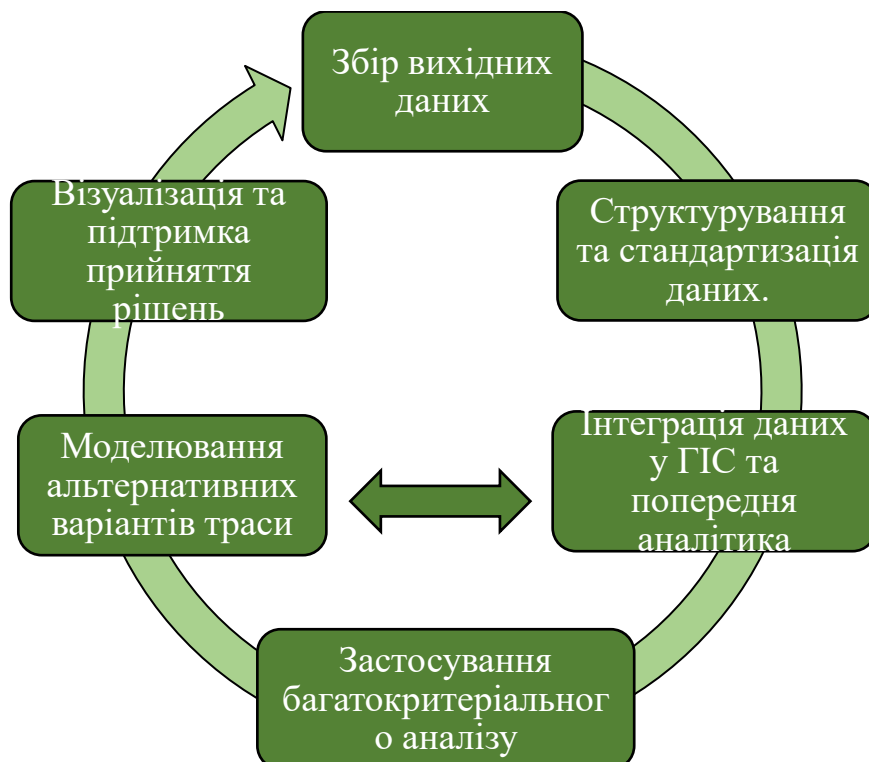 Збір вихідних
даних
Структурування
та стандартизація
даних.
Інтеграція даних
у ГІС та
попередня
аналітика
Застосування
багатокритеріальног
о аналізу
Моделювання
альтернативних
варіантів траси
Візуалізація та
підтримка
прийняття
рішень